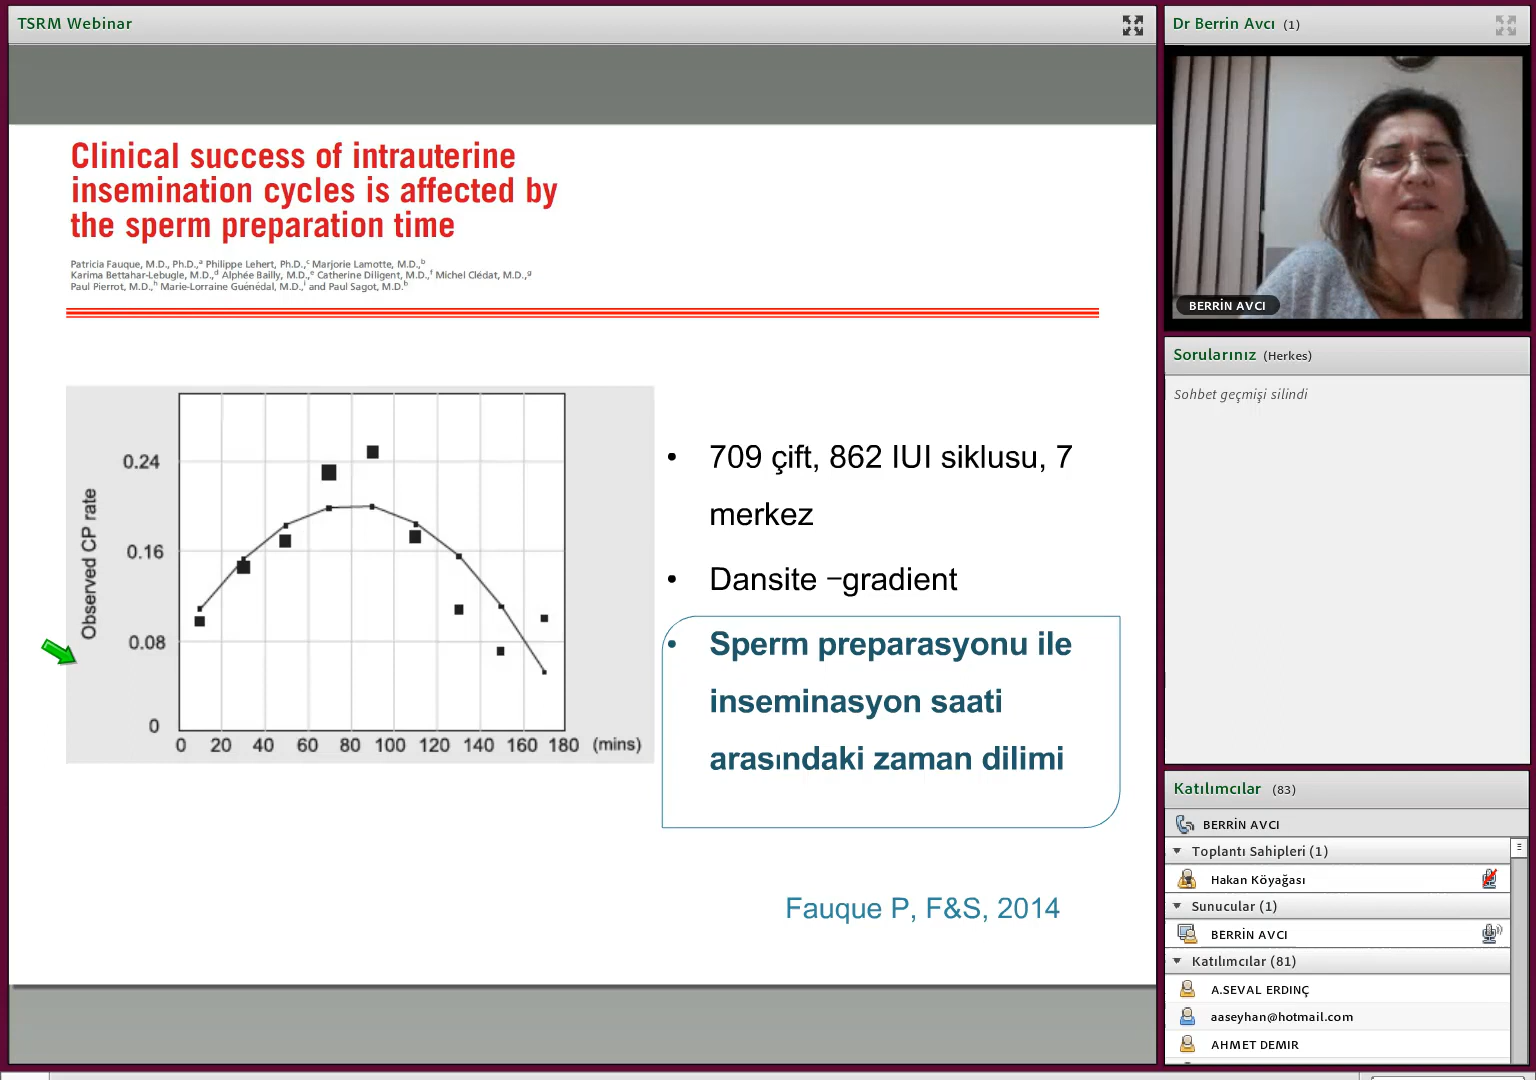 TSRM Webinar
Clinical success of intrauterine
insemination cycles is affected by
the sperm preparation time
Patricia Fauque, M.D., Ph.D.,a Philippe Lehert, Ph.D.,c Marjorie Lamotte, M.D.,b
Karima Bettahar-Lebugle, M.D.,d Alphée Bailly, M.D.,e Catherine Diligent, M.D.,f Michel Clédat, M.D.,g
Paul Pierrot, M.D.,h Marie-Lorraine Guénédal, M.D.,i and Paul Sagot, M.D.b
Observed CP rate
0.24
0.16
0.08
0
0 20 40 60 80 100 120 140 160 180 (mins)
• 709 çift, 862 IUI siklusu, 7
merkez
• Dansite –gradient
• Sperm preparasyonu ile
inseminasyon saati
arasındaki zaman dilimi
Fauque P, F&S, 2014
Dr Berrin Avcı (1)
BERRİN AVCI
Sorularınız (Herkes)
Sohbet geçmişi silindi
Katılımcılar (83)
BERRİN AVCI
Toplantı Sahipleri (1)
Hakan Köyağası
Sunucular (1)
BERRİN AVCI
Katılımcılar (81)
A.SEVAL ERDINÇ
aaseyhan@hotmail.com
AHMET DEMIR